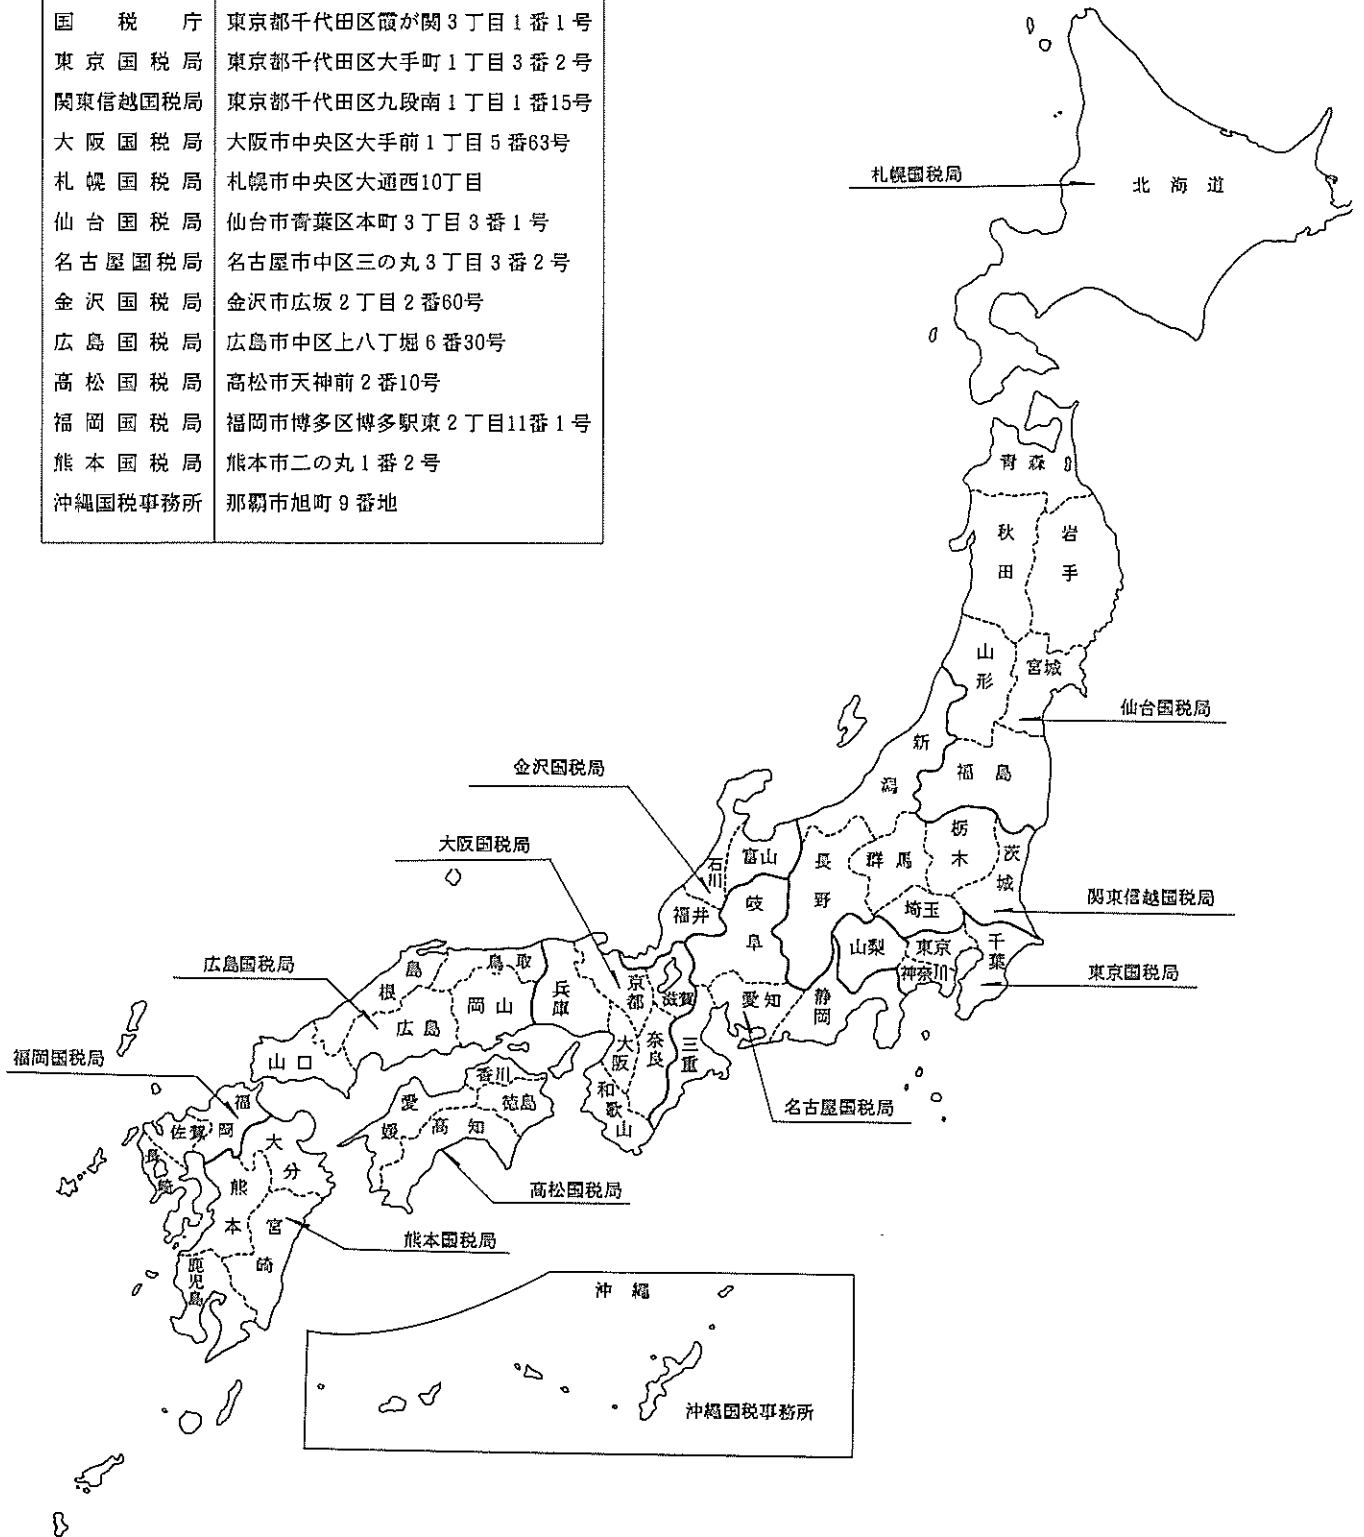 国税庁 東京都千代田区霞が関3丁目1番1号
東京国税局 東京都千代田区大手町1丁目3番2号
関東信越国税局 東京都千代田区九段南1丁目1番15号
大阪国税局 大阪市中央区大手前1丁目5番63号
札幌国税局 札幌市中央区大通西10丁目
仙台国税局 仙台市青葉区本町3丁目3番1号
名古屋国税局 名古屋市中区三の丸3丁目3番2号
金沢国税局 金沢市広坂2丁目2番60号
広島国税局 広島市中区上八丁堀6番30号
高松国税局 高松市天神前2番10号
福岡国税局 福岡市博多区博多駅東2丁目11番1号
熊本国税局 熊本市二の丸1番2号
沖縄国税事務所 那覇市旭町9番地
札幌国税局
北海道
青森
秋田
岩手
山形
宮城
仙台国税局
新潟
福島
金沢国税局
大阪国税局
石川
富山
福井
長野
群馬
栃木
茨城
埼玉
関東信越国税局
岐阜
山梨
東京
神奈川
千葉
東京国税局
広島国税局
島根
鳥取
岡山
広島
山口
兵庫
京都
滋賀
愛知
静岡
大阪
奈良
三重
和歌山
名古屋国税局
福岡国税局
香川
徳島
愛媛
高知
高松国税局
福岡
佐賀
長崎
大分
熊本
宮崎
熊本国税局
鹿児島
沖縄
沖縄国税事務所